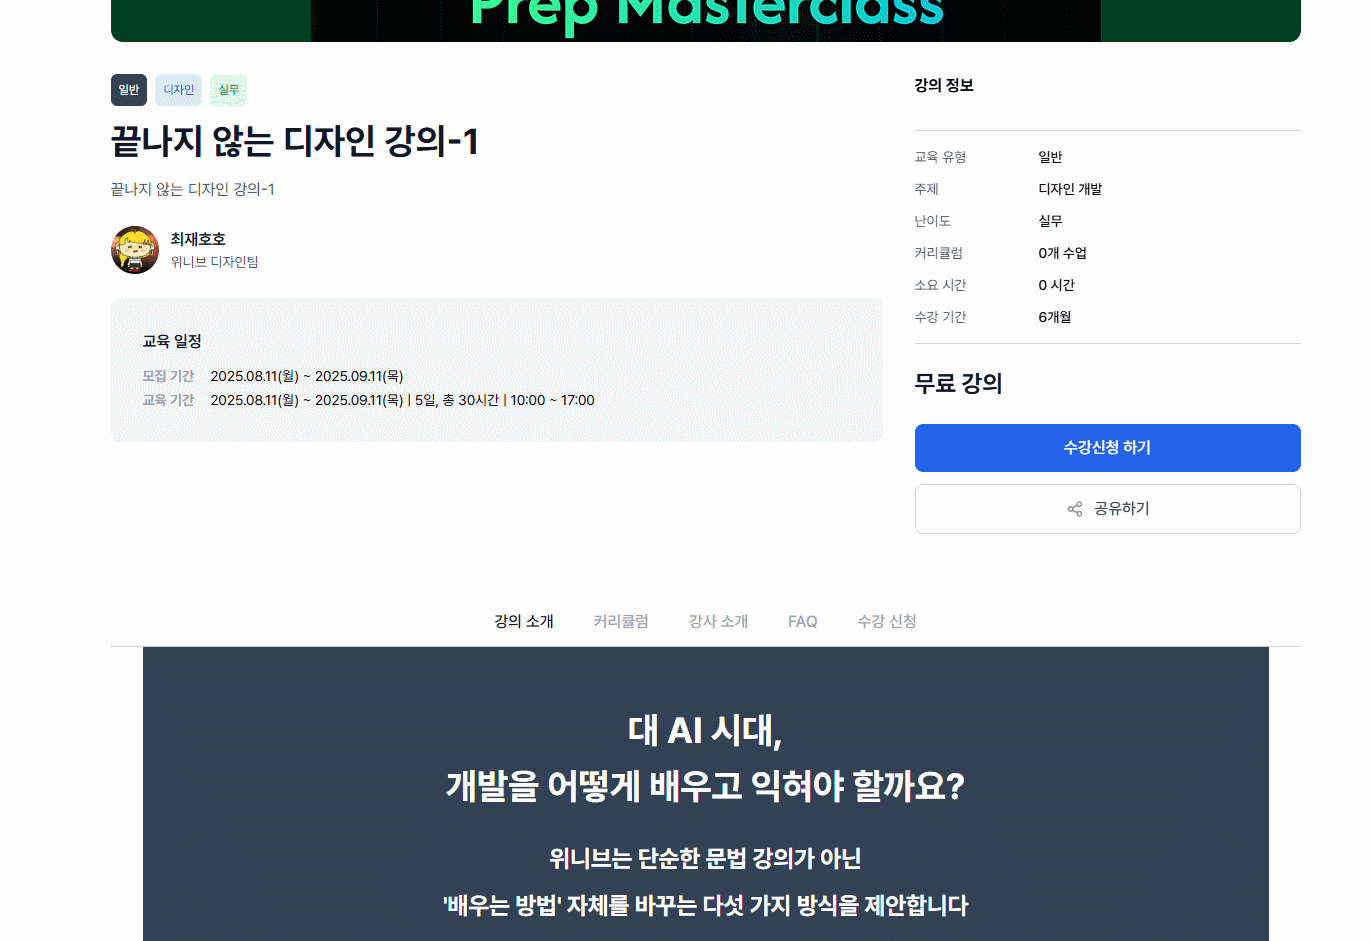 Prep Masterclass
일반 디자인 실무
끝나지 않는 디자인 강의-1
끝나지 않는 디자인 강의-1
최재호호
위니브 디자인팀
교육 일정
모집 기간 2025.08.11(월) ~ 2025.09.11(목)
교육 기간 2025.08.11(월) ~ 2025.09.11(목) | 5일, 총 30시간 | 10:00 ~ 17:00
강의 정보
교육 유형 일반
주제 디자인 개발
난이도 실무
커리큘럼 0개 수업
소요 시간 0 시간
수강 기간 6개월
무료 강의
수강신청 하기
공유하기
강의 소개 커리큘럼 강사 소개 FAQ 수강 신청
대 AI 시대,
개발을 어떻게 배우고 익혀야 할까요?
위니브는 단순한 문법 강의가 아닌
'배우는 방법' 자체를 바꾸는 다섯 가지 방식을 제안합니다